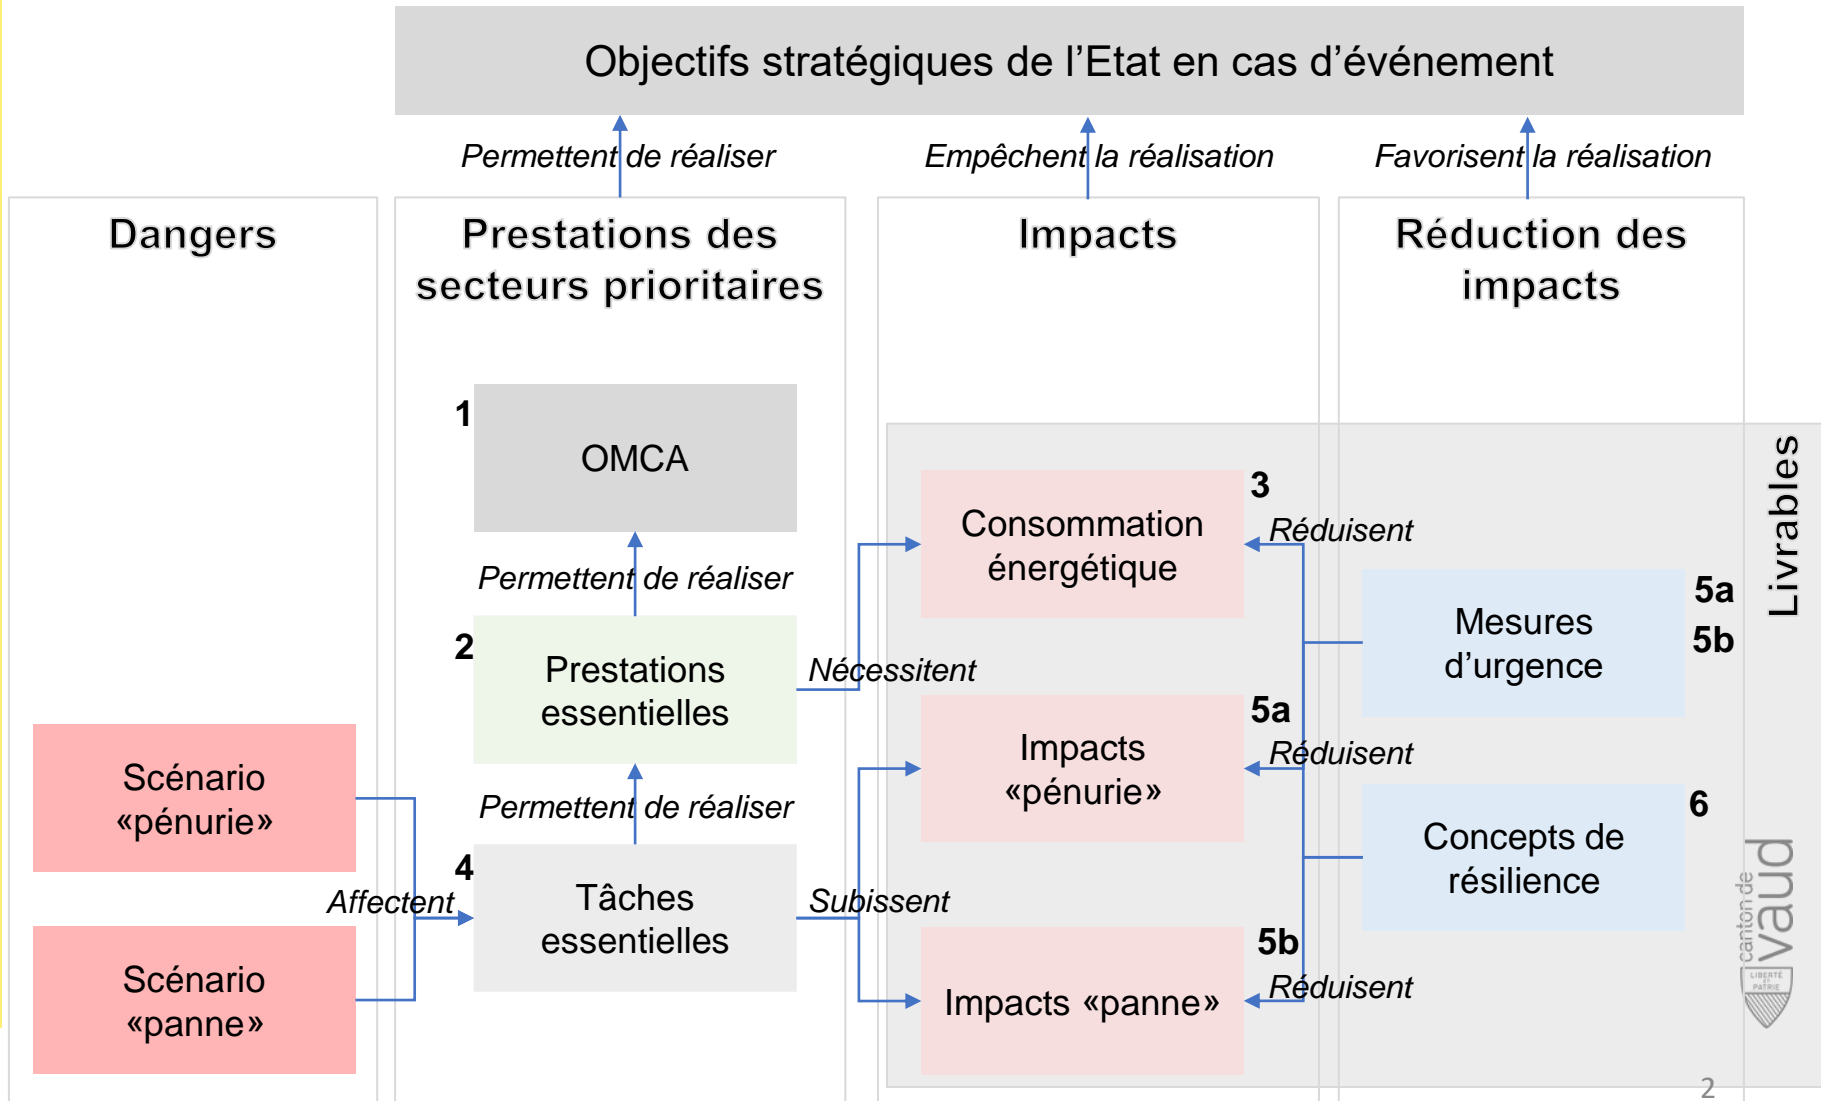 Objectifs stratégiques de l’Etat en cas d’événement
Permettent de réaliser
Empêchent la réalisation
Favorisent la réalisation
Dangers
Prestations des
secteurs prioritaires
Impacts
Réduction des
impacts
1
OMCA
Permettent de réaliser
2
Prestations
essentielles
Nécessitent
Permettent de réaliser
4
Tâches
essentielles
Subissent
Scénario
«pénurie»
Affectent
Scénario
«panne»
3
Consommation
énergétique
Réduisent
5a
Impacts
«pénurie»
Réduisent
5b
Impacts «panne»
Réduisent
5a
5b
Mesures
d’urgence
6
Concepts de
résilience
Livrables
canton de
vaud
LIBERTÉ
ET
PATRIE
2